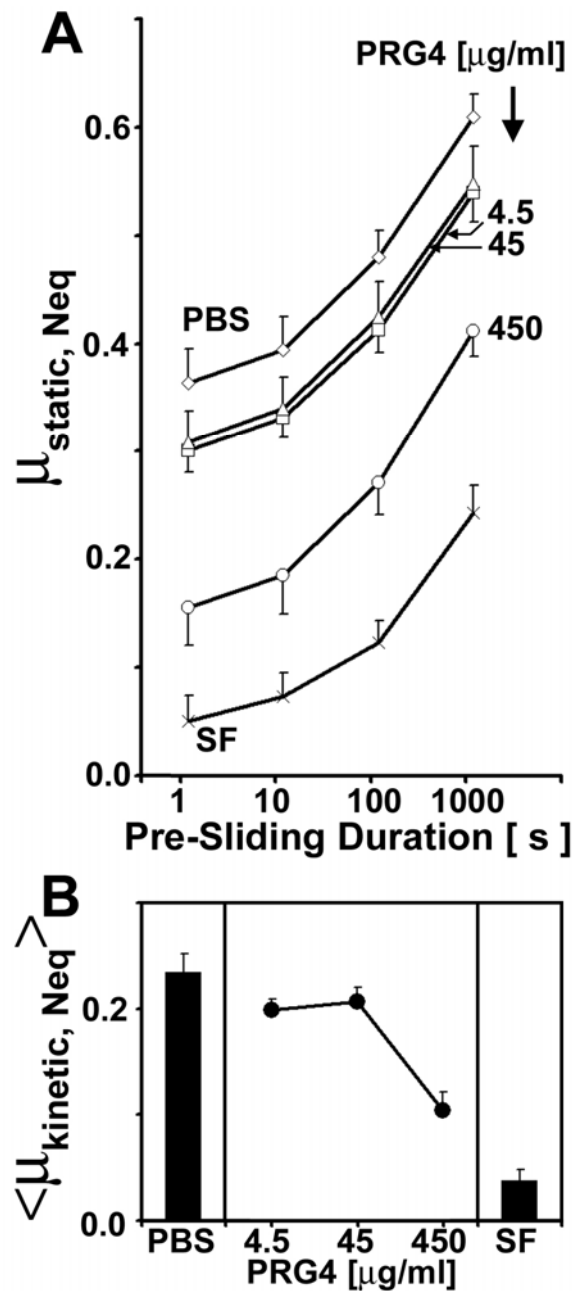 A
PRG4 [μg/ml]
0.6
4.5
45
PBS
0.4
450
μstatic, Neq
0.2
SF
0.0
1 10 100 1000
Pre-Sliding Duration [ s ]
B
<μkinetic, Neq>
0.2
0.0
PBS 4.5 45 450 SF
PRG4 [μg/ml]